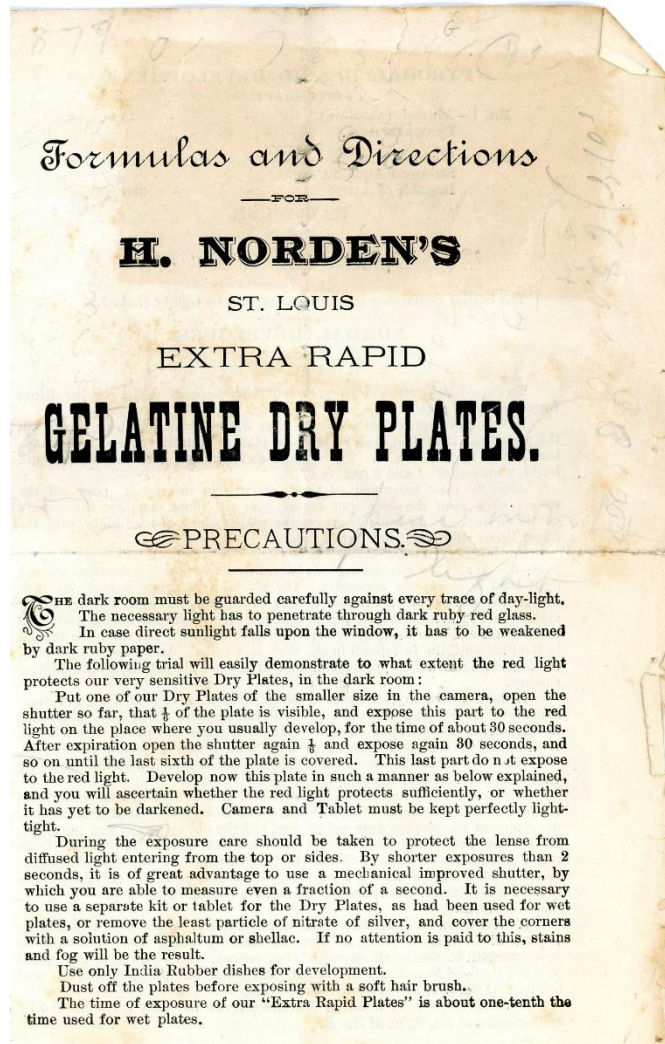 Formulas and Directions
FOR
H. NORDEN'S
ST. LOUIS
EXTRA RAPID
GELATINE DRY PLATES.
PRECAUTIONS.
THE dark room must be guarded carefully against every trace of day-light.
The necessary light has to penetrate through dark ruby red glass.
In case direct sunlight falls upon the window, it has to be weakened
by dark ruby paper.
The following trial will easily demonstrate to what extent the red light
protects our very sensitive Dry Plates, in the dark room:
Put one of our Dry Plates of the smaller size in the camera, open the
shutter so far, that ⅙ of the plate is visible, and expose this part to the red
light on the place where you usually develop, for the time of about 30 seconds.
After expiration open the shutter again ⅙ and expose again 30 seconds, and
so on until the last sixth of the plate is covered. This last part do not expose
to the red light. Develop now this plate in such a manner as below explained,
and you will ascertain whether the red light protects sufficiently, or whether
it has yet to be darkened. Camera and Tablet must be kept perfectly light-
tight.
During the exposure care should be taken to protect the lense from
diffused light entering from the top or sides. By shorter exposures than 2
seconds, it is of great advantage to use a mechanical improved shutter, by
which you are able to measure even a fraction of a second. It is necessary
to use a separate kit or tablet for the Dry Plates, as had been used for wet
plates, or remove the least particle of nitrate of silver, and cover the corners
with a solution of asphaltum or shellac. If no attention is paid to this, stains
and fog will be the result.
Use only India Rubber dishes for development.
Dust off the plates before exposing with a soft hair brush.
The time of exposure of our "Extra Rapid Plates" is about one-tenth the
time used for wet plates.